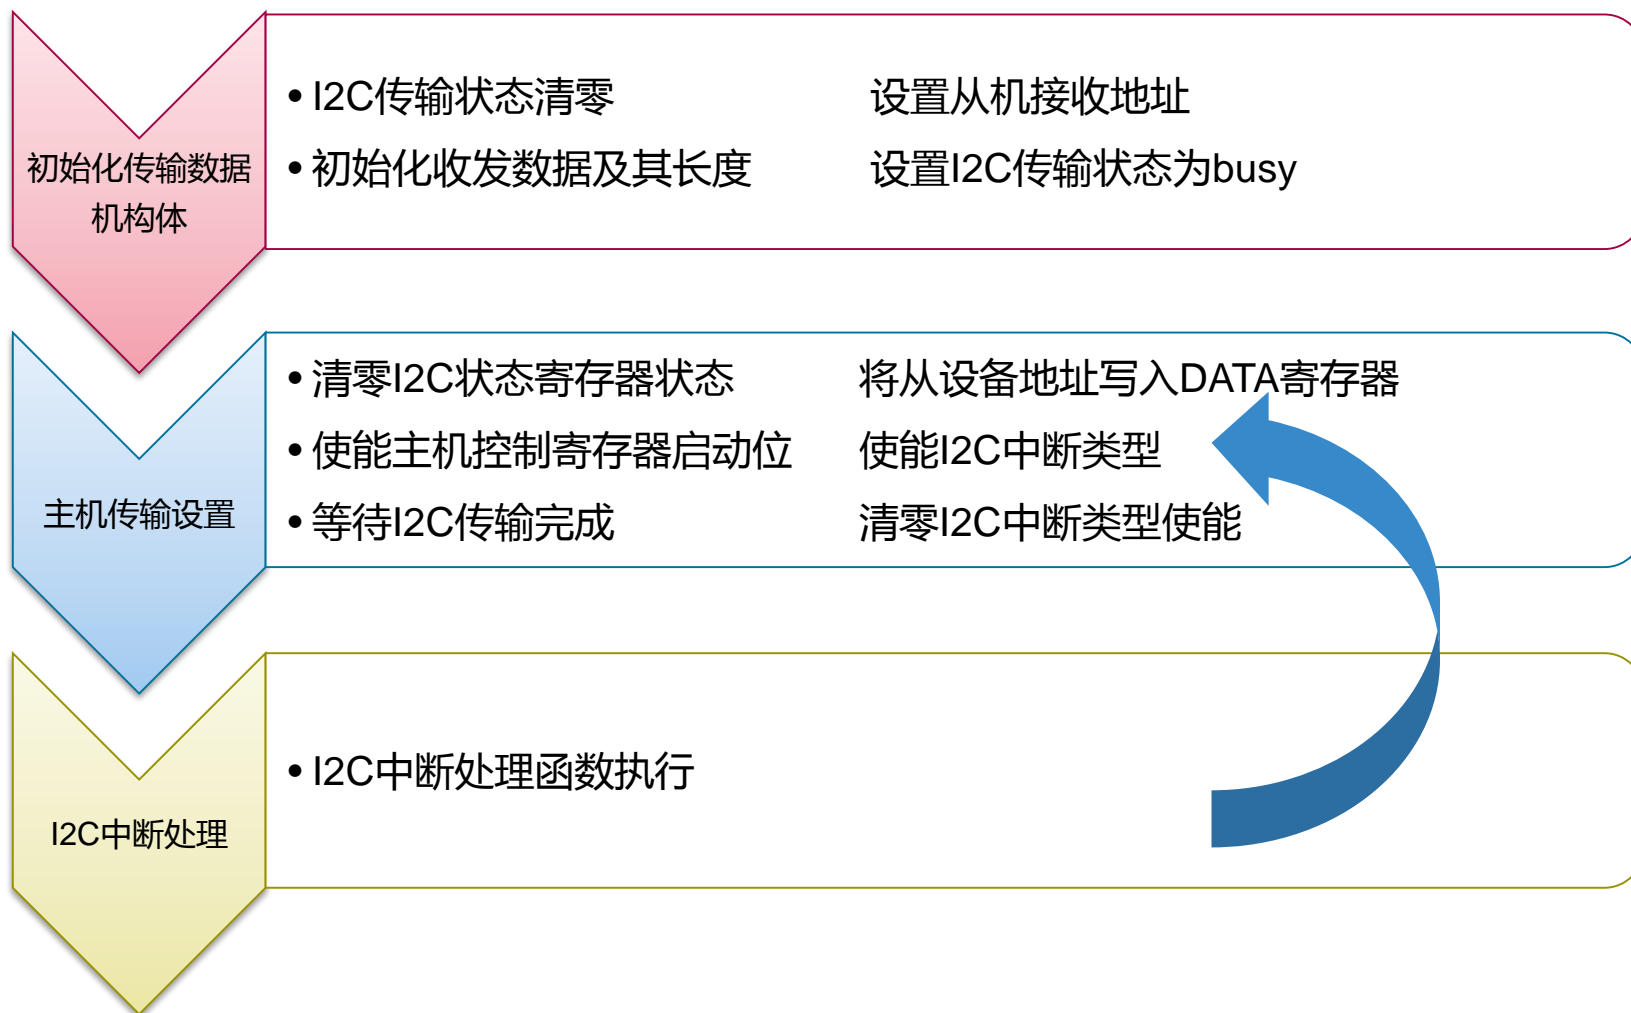 初始化传输数据
机构体
• I2C传输状态清零 设置从机接收地址
• 初始化收发数据及其长度 设置I2C传输状态为busy
主机传输设置
• 清零I2C状态寄存器状态 将从设备地址写入DATA寄存器
• 使能主机控制寄存器启动位 使能I2C中断类型
• 等待I2C传输完成 清零I2C中断类型使能
I2C中断处理
• I2C中断处理函数执行